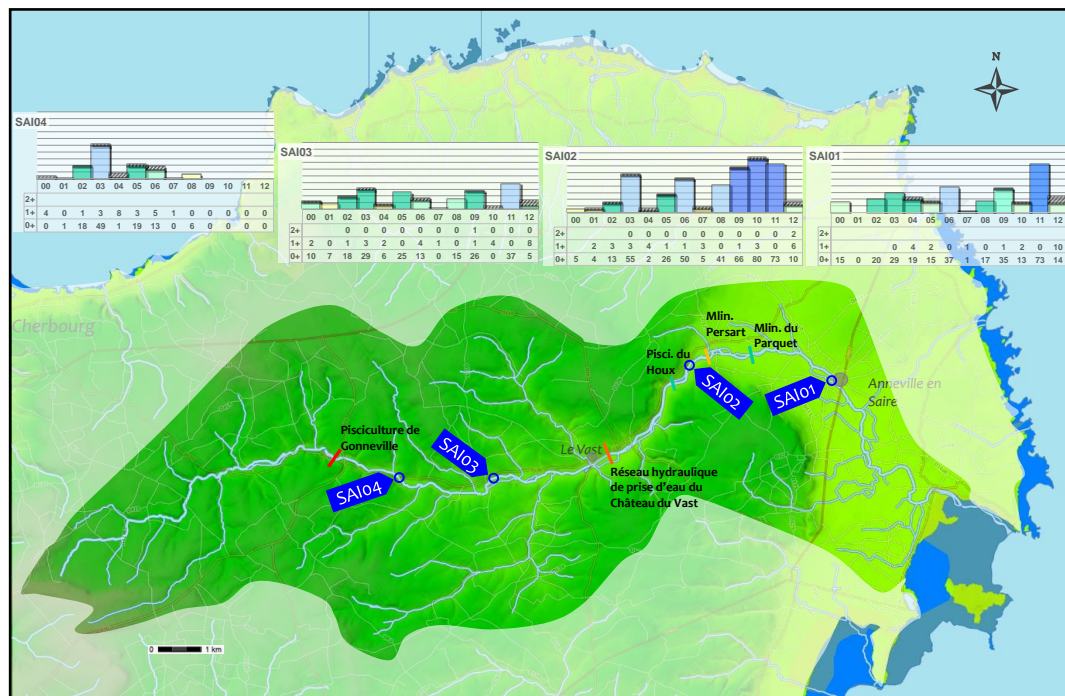 N
SAI04
00 01 02 03 04 05 06 07 08 09 10 11 12
2+
1+ 4 0 1 3 8 3 5 1 0 0 0 0 0
0+ 0 1 18 49 1 19 13 0 6 0 0 0 0
SAI03
00 01 02 03 04 05 06 07 08 09 10 11 12
2+ 0 0 0 0 0 0 0 1 0 0 0
1+ 2 0 1 3 2 0 4 1 0 1 4 0 8
0+ 10 7 18 29 6 25 13 0 15 26 0 37 5
SAI02
00 01 02 03 04 05 06 07 08 09 10 11 12
2+ 0 0 0 0 0 0 0 0 0 0 2
1+ 2 3 3 4 1 1 3 0 1 3 0 6
0+ 5 4 13 55 2 26 50 5 41 66 80 73 10
SAI01
00 01 02 03 04 05 06 07 08 09 10 11 12
2+
1+ 0 4 2 0 1 0 1 2 0 10
0+ 15 0 20 29 19 15 37 1 17 35 13 73 14
Cherbourg
Mlin.
Persart
Mlin. du
Parquet
Pisci. du
Houx
SAI02
SAI01
Anneville en
Saire
Pisciculture de
Gonneville
SAI04
SAI03
Le Vast
Réseau hydraulique
de prise d'eau du
Château du Vast
0 1 km